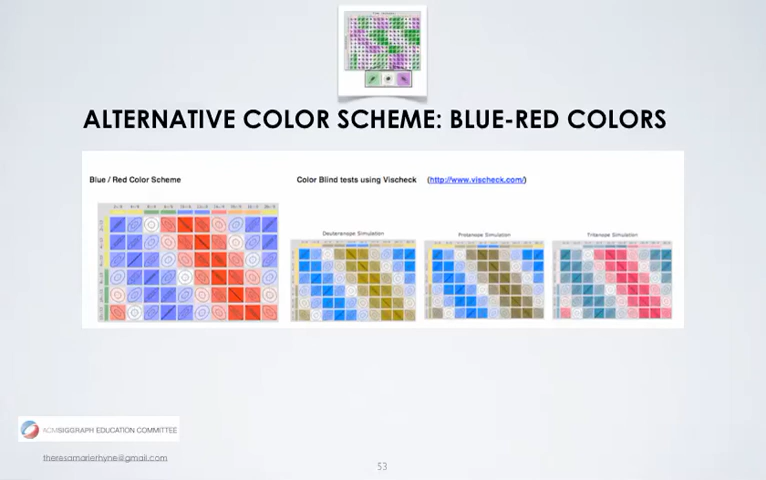 ALTERNATIVE COLOR SCHEME: BLUE-RED COLORS
Blue / Red Color Scheme
Color Blind tests using Vischeck (http://www.vischeck.com/)
Deuteranope Simulation
Protanope Simulation
Tritanope Simulation
ACMSIGGRAPH EDUCATION COMMITTEE
theresamarierhyne@gmail.com
53